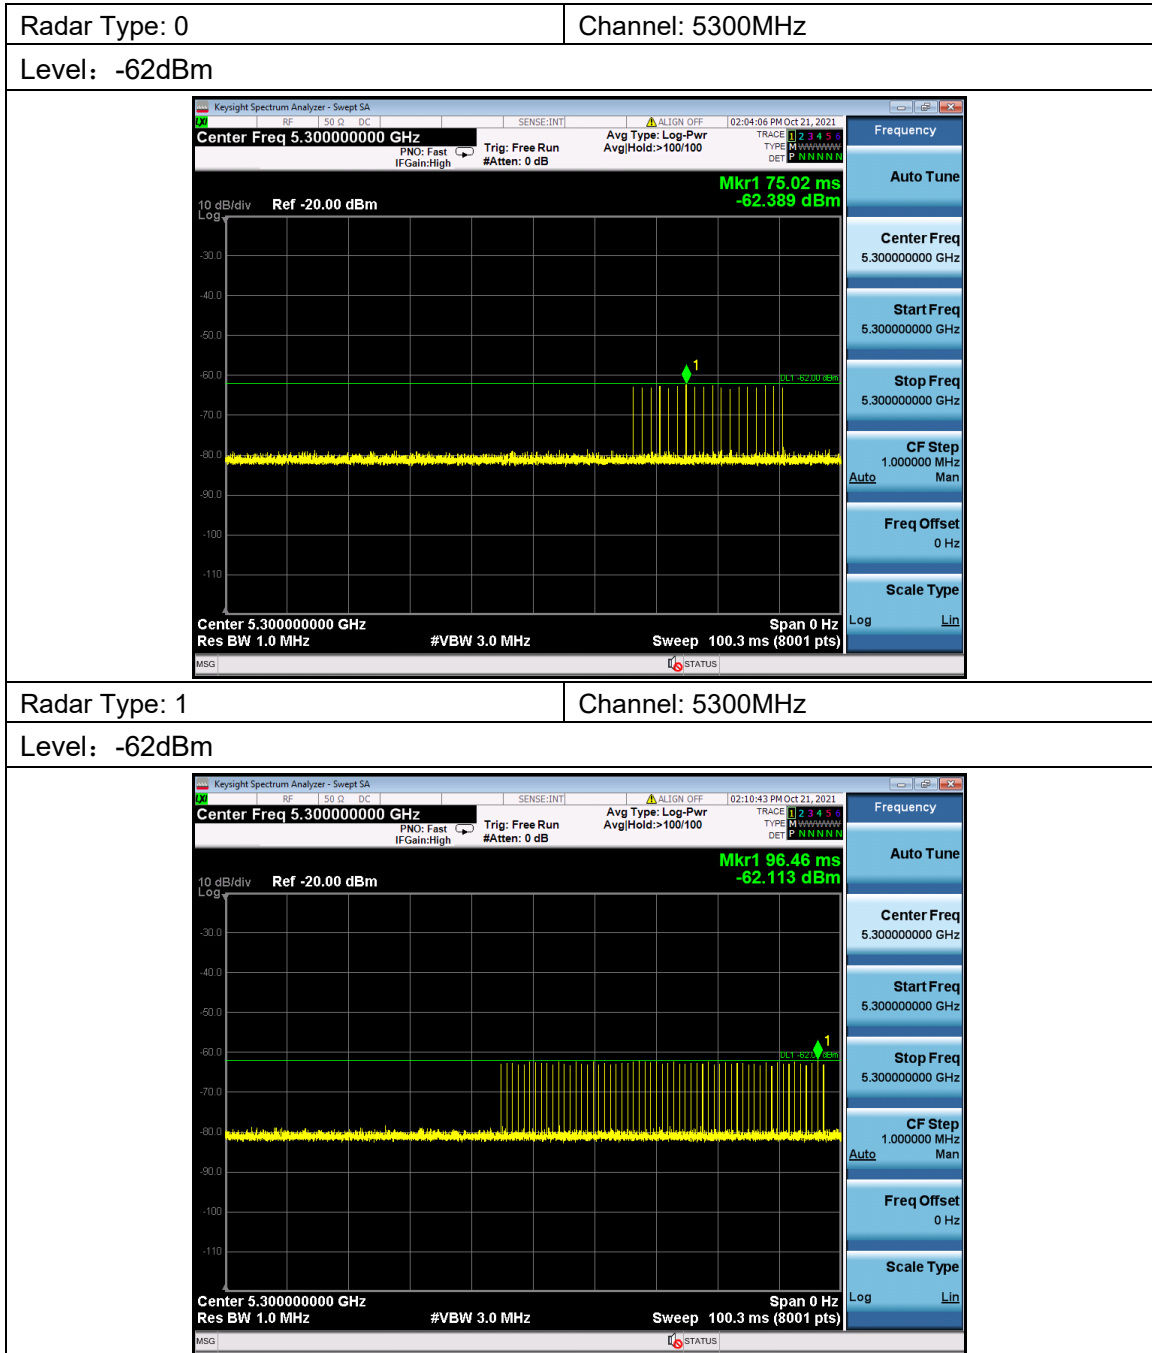 Radar Type: 0 Channel: 5300MHz
Level：-62dBm
Keysight Spectrum Analyzer - Swept SA
LXI RF 50 Ω DC SENSE:INT ALIGN OFF 02:04:06 PM Oct 21, 2021
Center Freq 5.300000000 GHz
PNO: Fast
IFGain:High
Trig: Free Run
#Atten: 0 dB
Avg Type: Log-Pwr
Avg|Hold:>100/100
TRACE 1 2 3 4 5 6
TYPE M WWWWW
DET P N N N N N
Mkr1 75.02 ms
-62.389 dBm
10 dB/div Ref -20.00 dBm
Log
-30.0
-40.0
-50.0
1
-60.0
DL1 -62.00 dBm
-70.0
-80.0
-90.0
-100
-110
Center 5.300000000 GHz Span 0 Hz
Res BW 1.0 MHz #VBW 3.0 MHz Sweep 100.3 ms (8001 pts)
MSG STATUS
Frequency
Auto Tune
Center Freq
5.300000000 GHz
Start Freq
5.300000000 GHz
Stop Freq
5.300000000 GHz
CF Step
1.000000 MHz
Auto Man
Freq Offset
0 Hz
Scale Type
Log Lin
Radar Type: 1 Channel: 5300MHz
Level：-62dBm
Keysight Spectrum Analyzer - Swept SA
LXI RF 50 Ω DC SENSE:INT ALIGN OFF 02:10:43 PM Oct 21, 2021
Center Freq 5.300000000 GHz
PNO: Fast
IFGain:High
Trig: Free Run
#Atten: 0 dB
Avg Type: Log-Pwr
Avg|Hold:>100/100
TRACE 1 2 3 4 5 6
TYPE M WWWWW
DET P N N N N N
Mkr1 96.46 ms
-62.113 dBm
10 dB/div Ref -20.00 dBm
Log
-30.0
-40.0
-50.0
1
-60.0
DL1 -62.00 dBm
-70.0
-80.0
-90.0
-100
-110
Center 5.300000000 GHz Span 0 Hz
Res BW 1.0 MHz #VBW 3.0 MHz Sweep 100.3 ms (8001 pts)
MSG STATUS
Frequency
Auto Tune
Center Freq
5.300000000 GHz
Start Freq
5.300000000 GHz
Stop Freq
5.300000000 GHz
CF Step
1.000000 MHz
Auto Man
Freq Offset
0 Hz
Scale Type
Log Lin